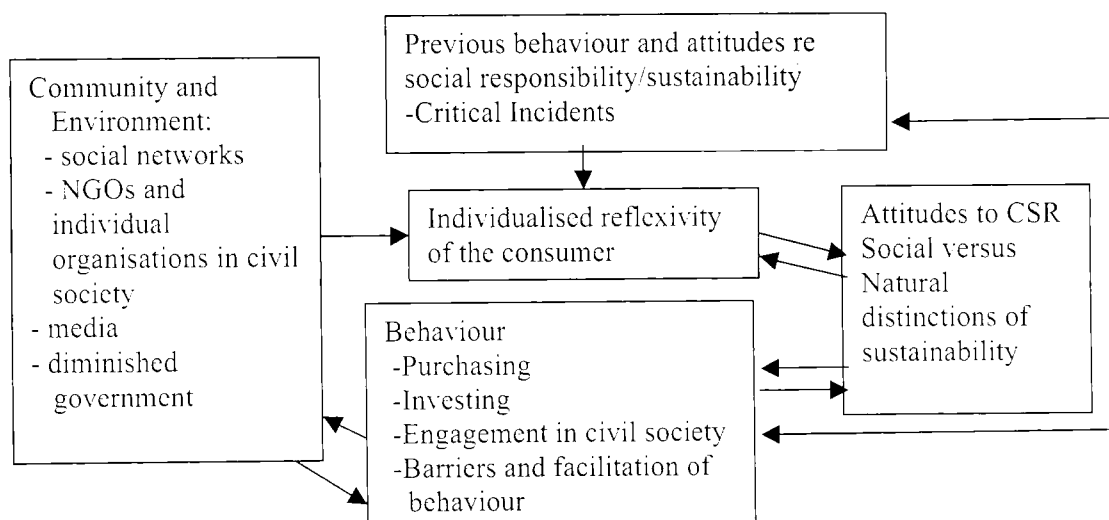 Previous behaviour and attitudes re
social responsibility/sustainability
-Critical Incidents
Community and
Environment:
- social networks
- NGOs and
individual
organisations in civil
society
- media
- diminished
government
Individualised reflexivity
of the consumer
Attitudes to CSR
Social versus
Natural
distinctions of
sustainability
Behaviour
-Purchasing
-Investing
-Engagement in civil society
-Barriers and facilitation of
behaviour